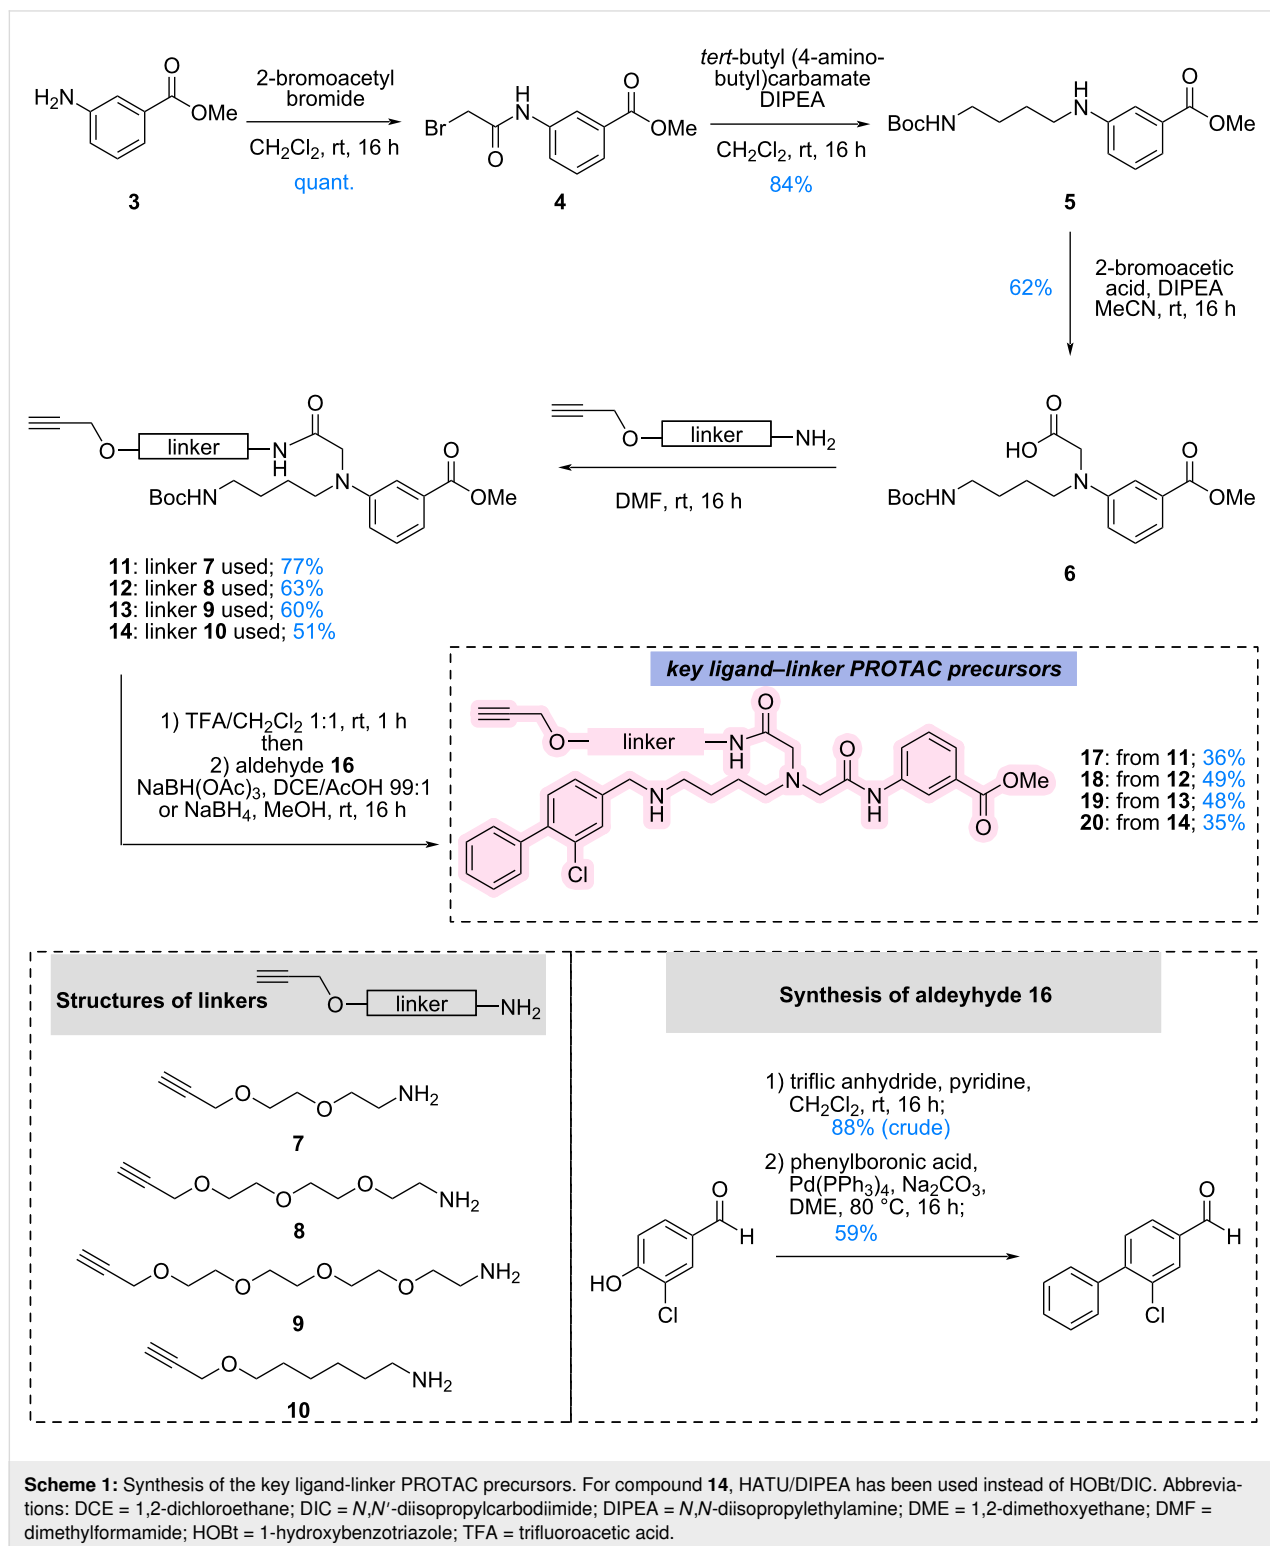 H2N
O
OMe
3
2-bromoacetyl
bromide
CH2Cl2, rt, 16 h
quant.
Br
O
H
N
O
OMe
4
tert-butyl (4-amino-
butyl)carbamate
DIPEA
CH2Cl2, rt, 16 h
84%
BocHN
H
N
O
OMe
5
62%
2-bromoacetic
acid, DIPEA
MeCN, rt, 16 h
O
HO
N
BocHN
O
OMe
6
O
linker
NH2
DMF, rt, 16 h
O
linker
N
H
O
N
BocHN
O
OMe
11: linker 7 used; 77%
12: linker 8 used; 63%
13: linker 9 used; 60%
14: linker 10 used; 51%
1) TFA/CH2Cl2 1:1, rt, 1 h
then
2) aldehyde 16
NaBH(OAc)3, DCE/AcOH 99:1
or NaBH4, MeOH, rt, 16 h
key ligand–linker PROTAC precursors
O
linker
N
H
O
N
O
N
H
OMe
O
N
H
Cl
17: from 11; 36%
18: from 12; 49%
19: from 13; 48%
20: from 14; 35%
Structures of linkers
O
linker
NH2
O
O
NH2
7
O
O
O
NH2
8
O
O
O
O
NH2
9
O
NH2
10
Synthesis of aldeyhyde 16
1) triflic anhydride, pyridine,
CH2Cl2, rt, 16 h;
88% (crude)
2) phenylboronic acid,
Pd(PPh3)4, Na2CO3,
DME, 80 °C, 16 h;
59%
O
H
HO
Cl
O
H
Cl
Scheme 1: Synthesis of the key ligand-linker PROTAC precursors. For compound 14, HATU/DIPEA has been used instead of HOBt/DIC. Abbrevia-
tions: DCE = 1,2-dichloroethane; DIC = N,N′-diisopropylcarbodiimide; DIPEA = N,N-diisopropylethylamine; DME = 1,2-dimethoxyethane; DMF =
dimethylformamide; HOBt = 1-hydroxybenzotriazole; TFA = trifluoroacetic acid.